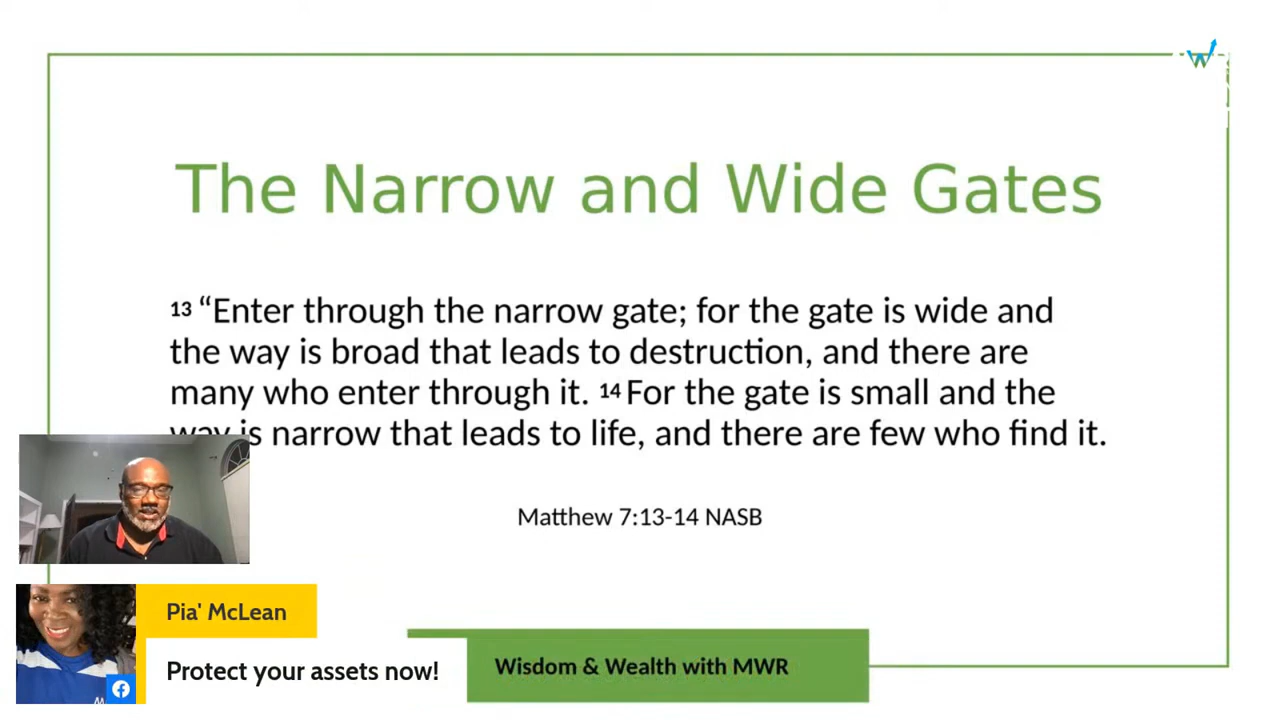 The Narrow and Wide Gates
13 “Enter through the narrow gate; for the gate is wide and
the way is broad that leads to destruction, and there are
many who enter through it. 14 For the gate is small and the
way is narrow that leads to life, and there are few who find it.
Matthew 7:13-14 NASB
Pia' McLean
Protect your assets now!
Wisdom & Wealth with MWR